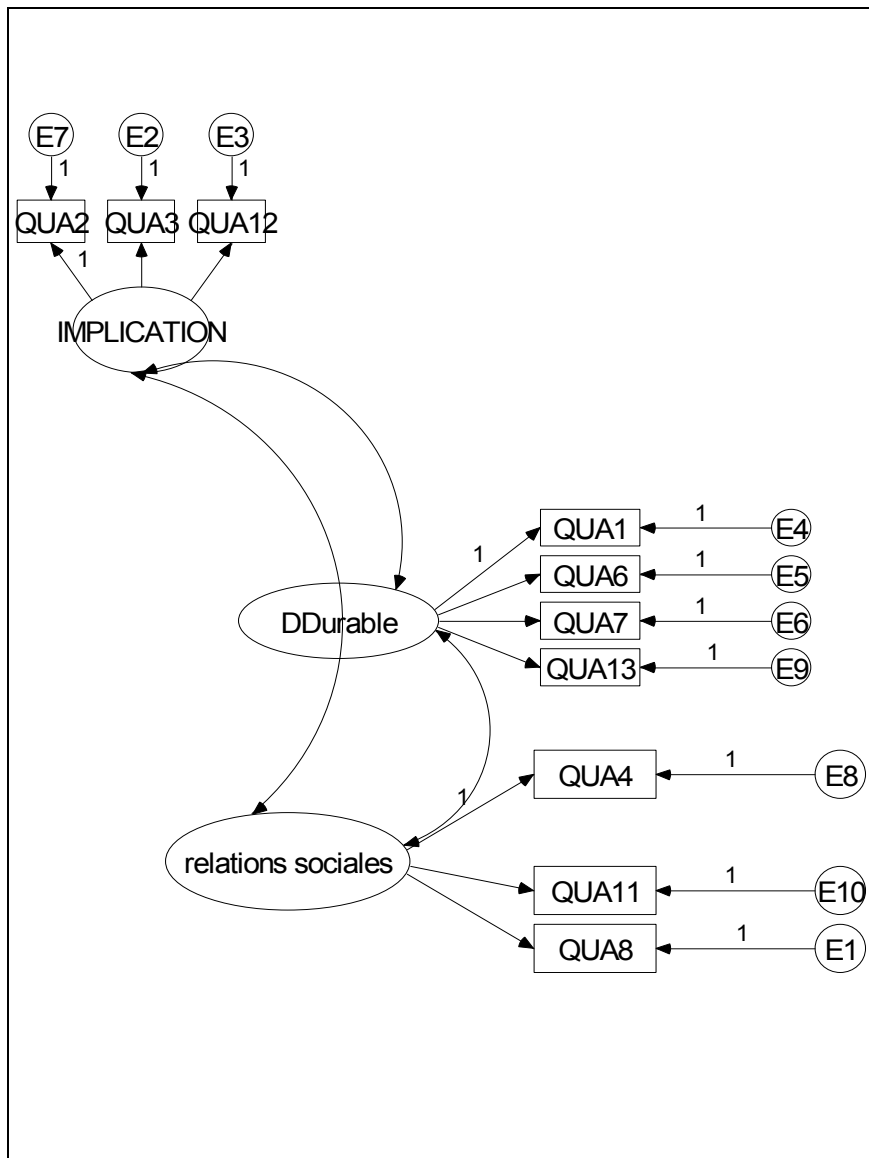 E7 E2 E3
1 1 1
QUA2 QUA3 QUA12
1
IMPLICATION
QUA1 1 E4
1
QUA6 1 E5
DDurable QUA7 1 E6
QUA13 1 E9
QUA4 1 E8
1
relations sociales
QUA11 1 E10
QUA8 1 E1